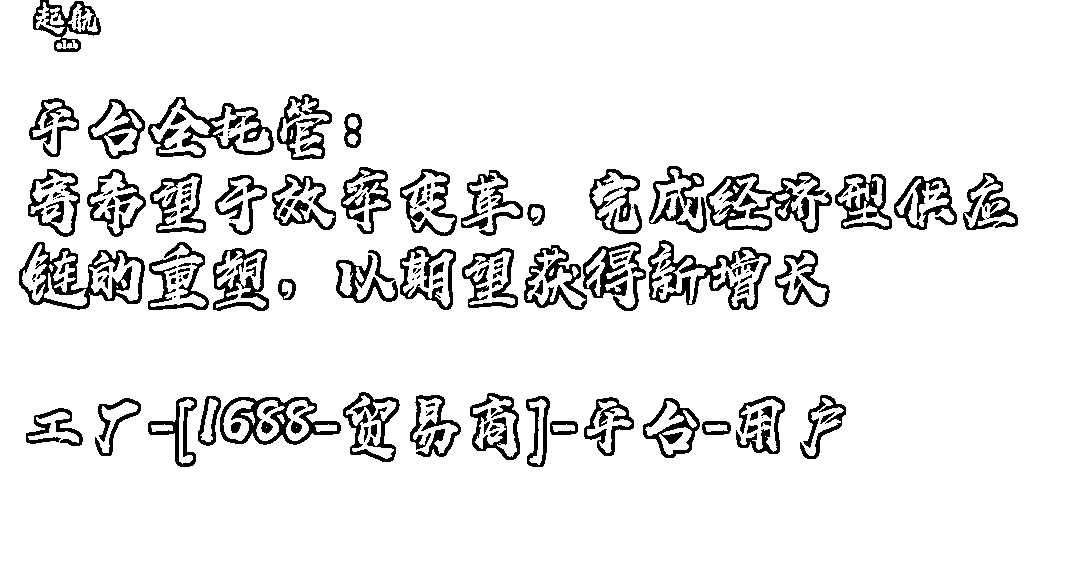 起航
elab
平台全托管：
寄希望于效率变革，完成经济型供应
链的重塑，以期望获得新增长
工厂-[1688-贸易商]-平台-用户